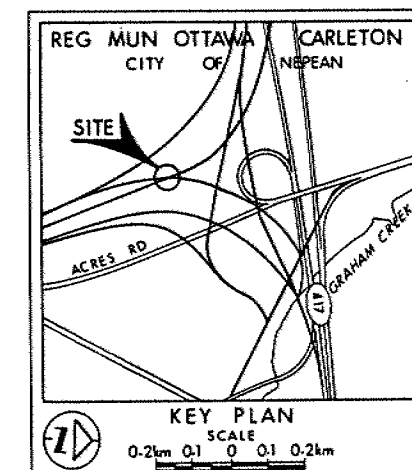 REG MUN OTTAWA CARLETON
CITY OF NEPEAN
SITE
ACRES RD
GRAHAM CREEK
417
Z
KEY PLAN
SCALE
0·2km 0·1 0 0·1 0·2km